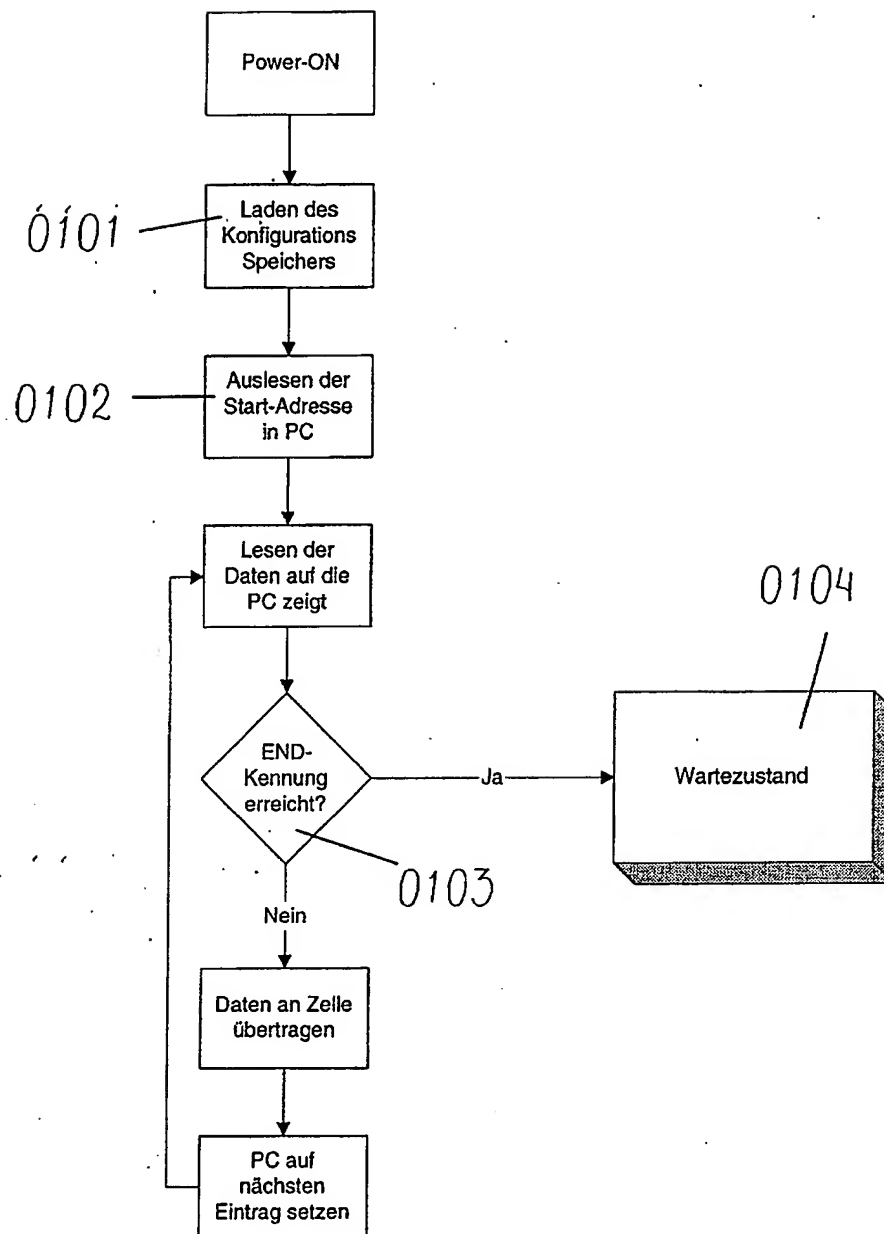 Power-ON
0101
Laden des
Konfigurations
Speichers
0102
Auslesen der
Start-Adresse
in PC
Lesen der
Daten auf die
PC zeigt
0104
END-
Kennung
erreicht?
Ja
Wartezustand
0103
Nein
Daten an Zelle
übertragen
PC auf
nächsten
Eintrag setzen